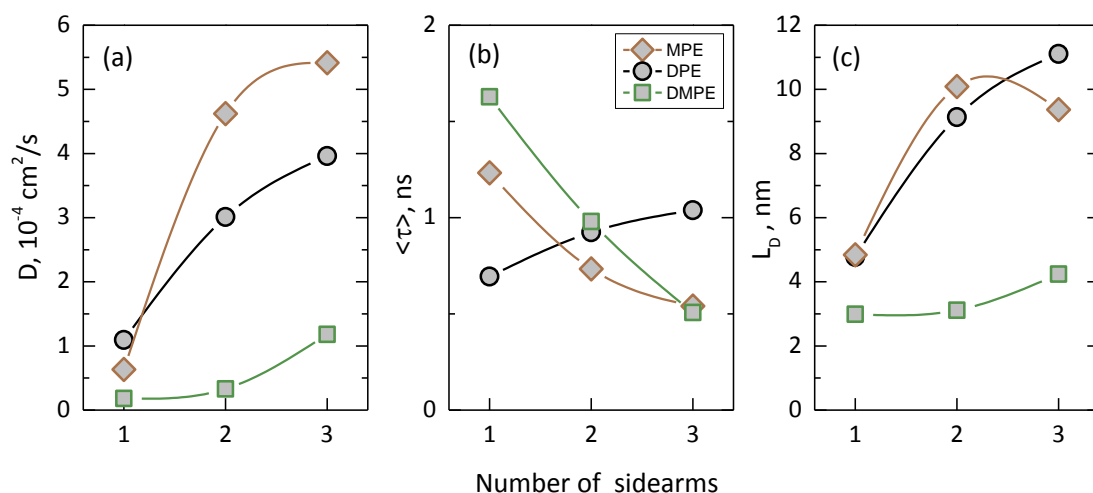 (a)
D, 10⁻⁴ cm²/s
6
5
4
3
2
1
0
1 2 3
(b)
<τ>, ns
2
1
0
1 2 3
MPE
DPE
DMPE
(c)
L_D, nm
12
10
8
6
4
2
0
1 2 3
Number of sidearms